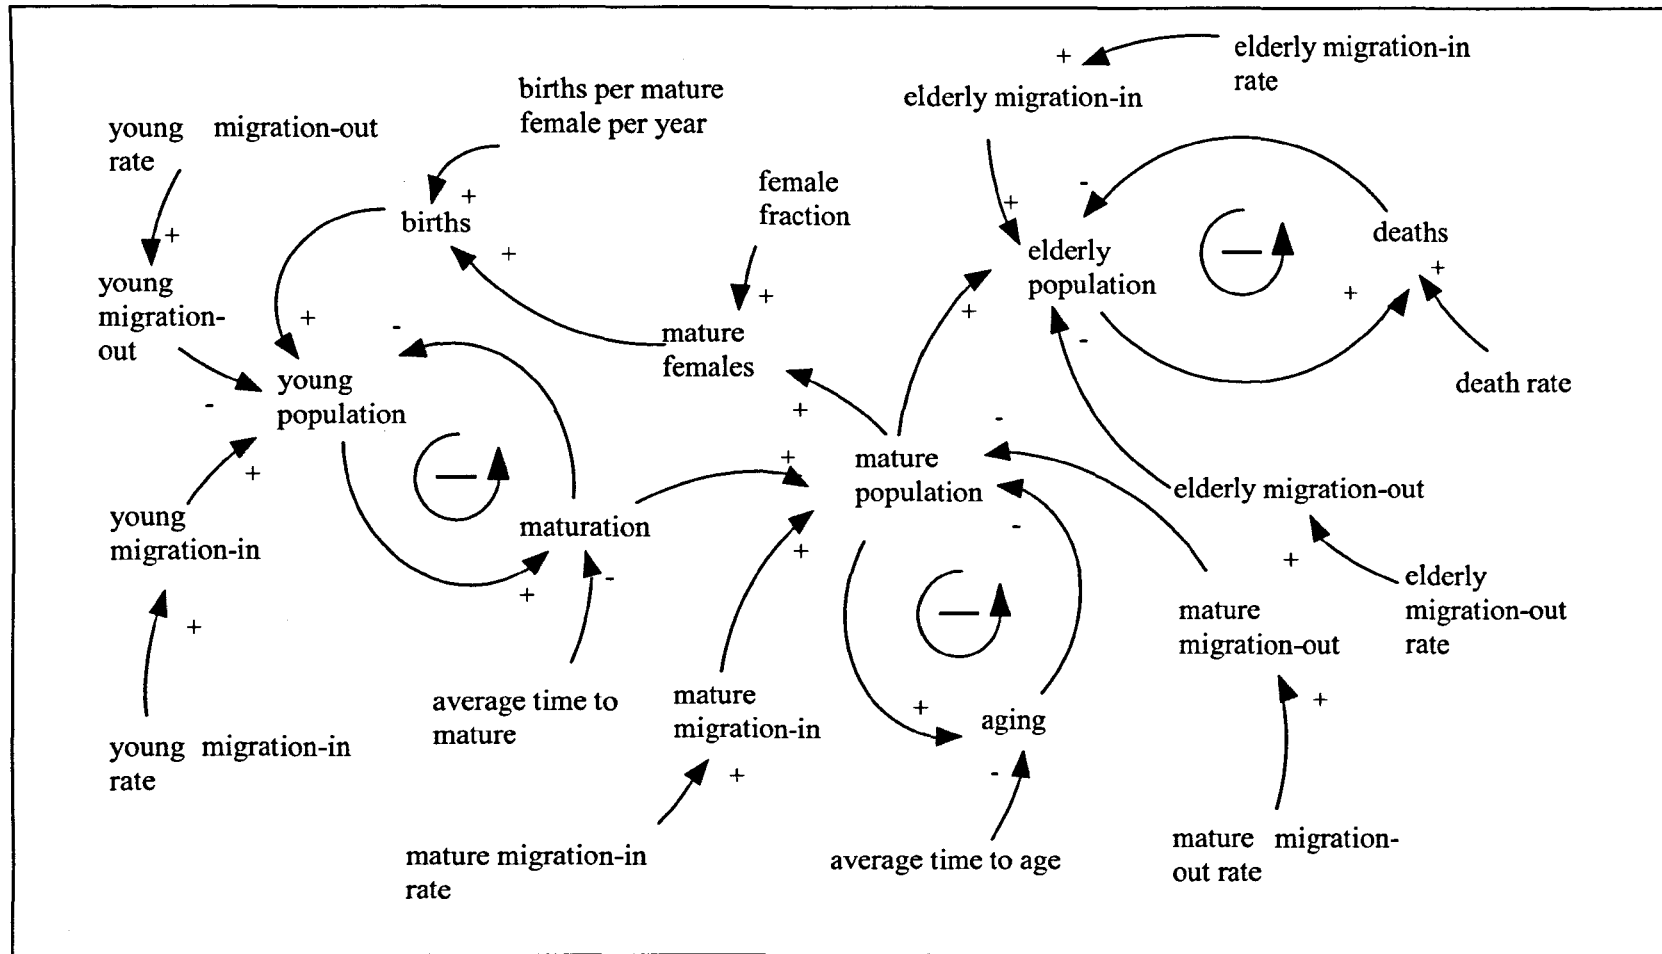 elderly migration-in
rate
+
elderly migration-in
births per mature
female per year
young migration-out
rate
female
fraction
-
+
+
births
+
+
deaths
+
elderly
population
+
-
young
migration-
out
+
+
+
-
mature
females
+
-
death rate
young
population
-
+
-
+
mature
population
+
elderly migration-out
-
young
migration-in
maturation
+
+
-
+
+
elderly
migration-out
rate
mature
migration-out
+
average time to
mature
mature
migration-in
+
aging
+
young migration-in
rate
+
-
mature migration-in
rate
average time to age
mature migration-
out rate